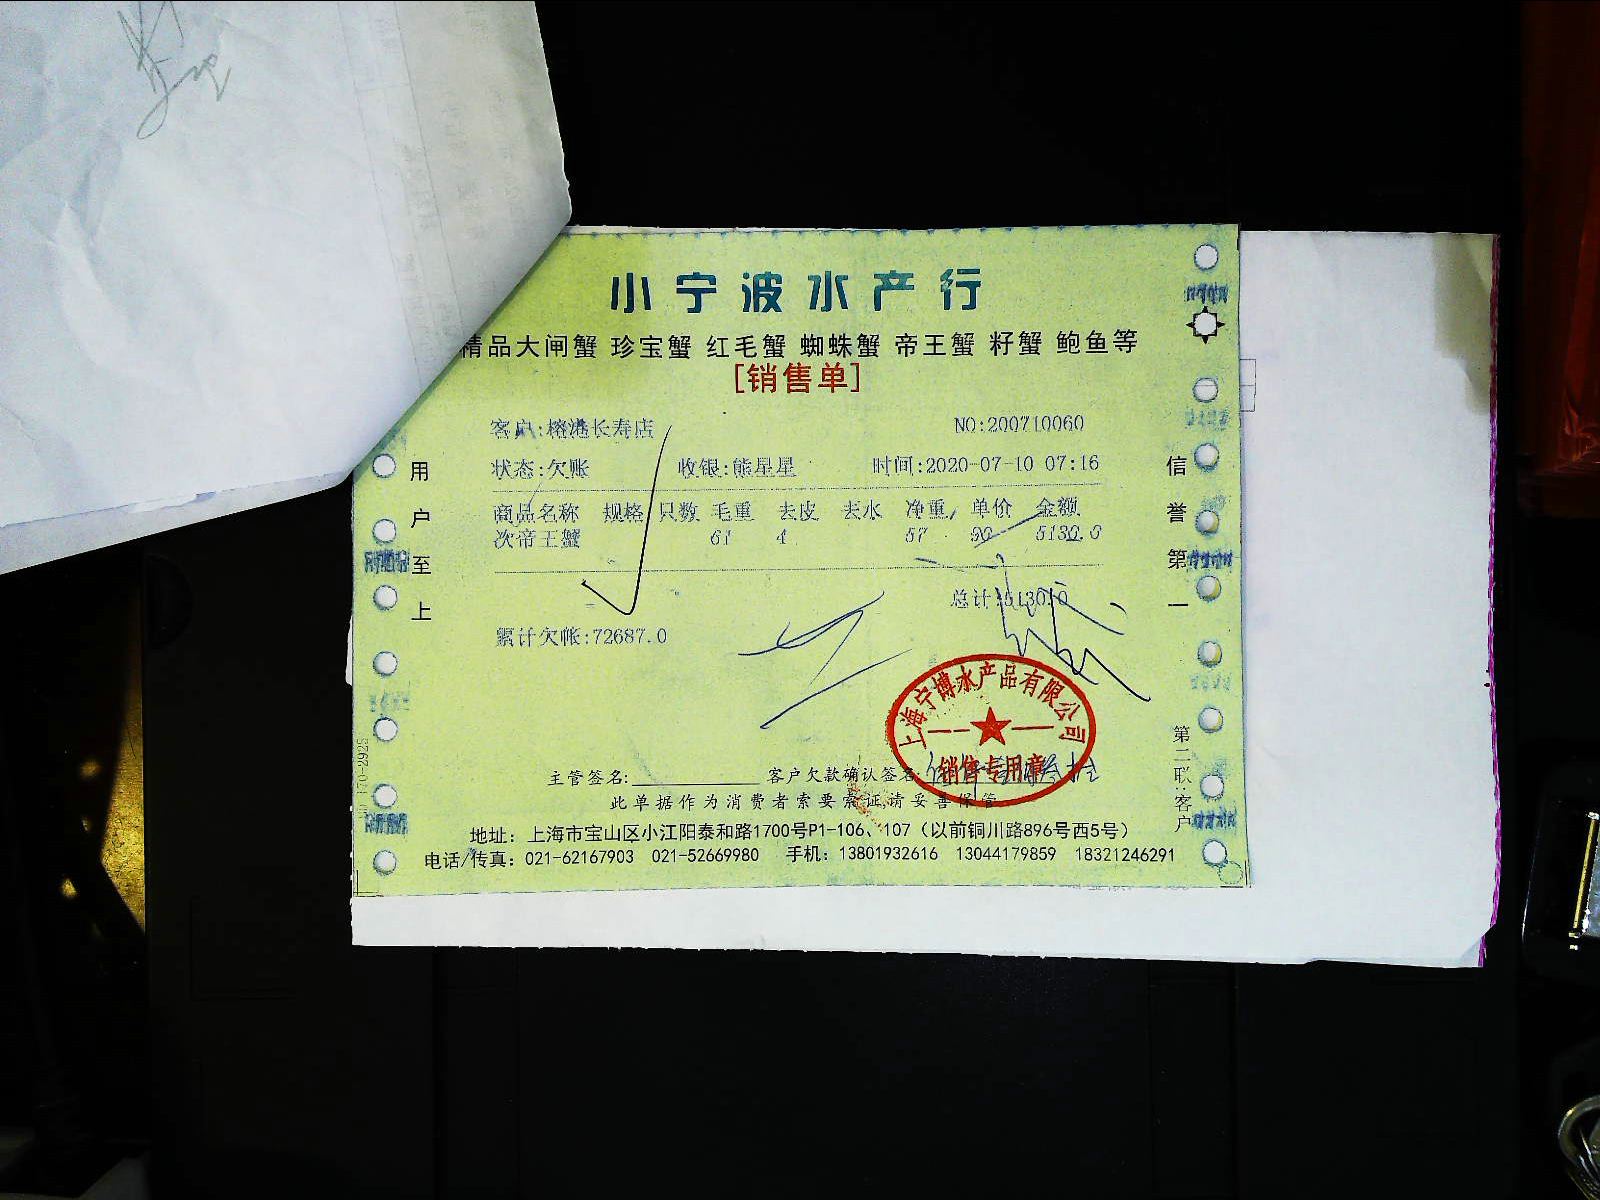 小宁波水产行
精品大闸蟹 珍宝蟹 红毛蟹 蜘蛛蟹 帝王蟹 籽蟹 鲍鱼等
[销售单]
客户:榕港长寿店 NO:200710060
状态:欠账 收银:熊星星 时间:2020-07-10 07:16
商品名称 规格 只数 毛重 去皮 去水 净重 单价 金额
次帝王蟹 61 4 57 90 5130.0
总计:5130.0
累计欠帐:72687.0
用户至上
信誉第一
第二联:客户
上海宁博水产品有限公司
销售专用章
主管签名: 客户欠款确认签名:
此单据作为消费者索要索证,请妥善保管
地址：上海市宝山区小江阳泰和路1700号P1-106、107（以前铜川路896号西5号）
电话/传真：021-62167903 021-52669980 手机：13801932616 13044179859 18321246291